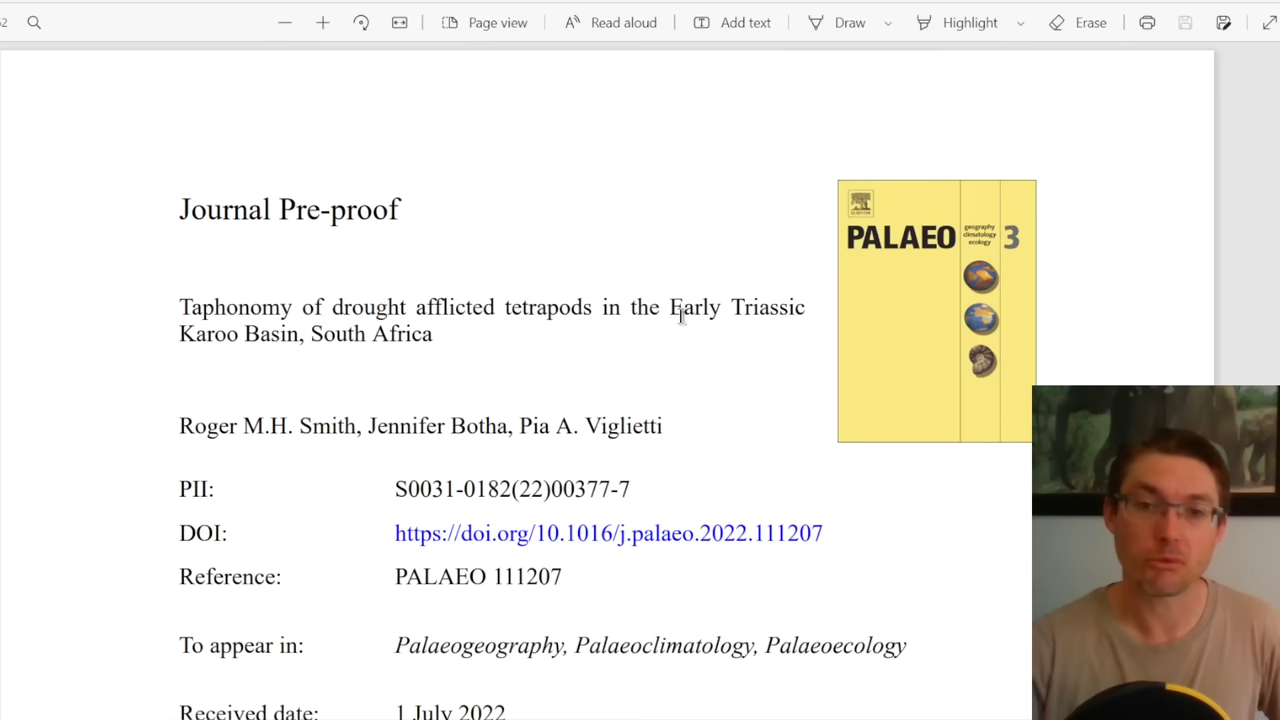 Page view
Read aloud
Add text
Draw
Highlight
Erase
Journal Pre-proof
PALAEO
geography
climatology
ecology
3
Taphonomy of drought afflicted tetrapods in the Early Triassic
Karoo Basin, South Africa
Roger M.H. Smith, Jennifer Botha, Pia A. Viglietti
PII: S0031-0182(22)00377-7
DOI: https://doi.org/10.1016/j.palaeo.2022.111207
Reference: PALAEO 111207
To appear in: Palaeogeography, Palaeoclimatology, Palaeoecology
Received date: 1 July 2022